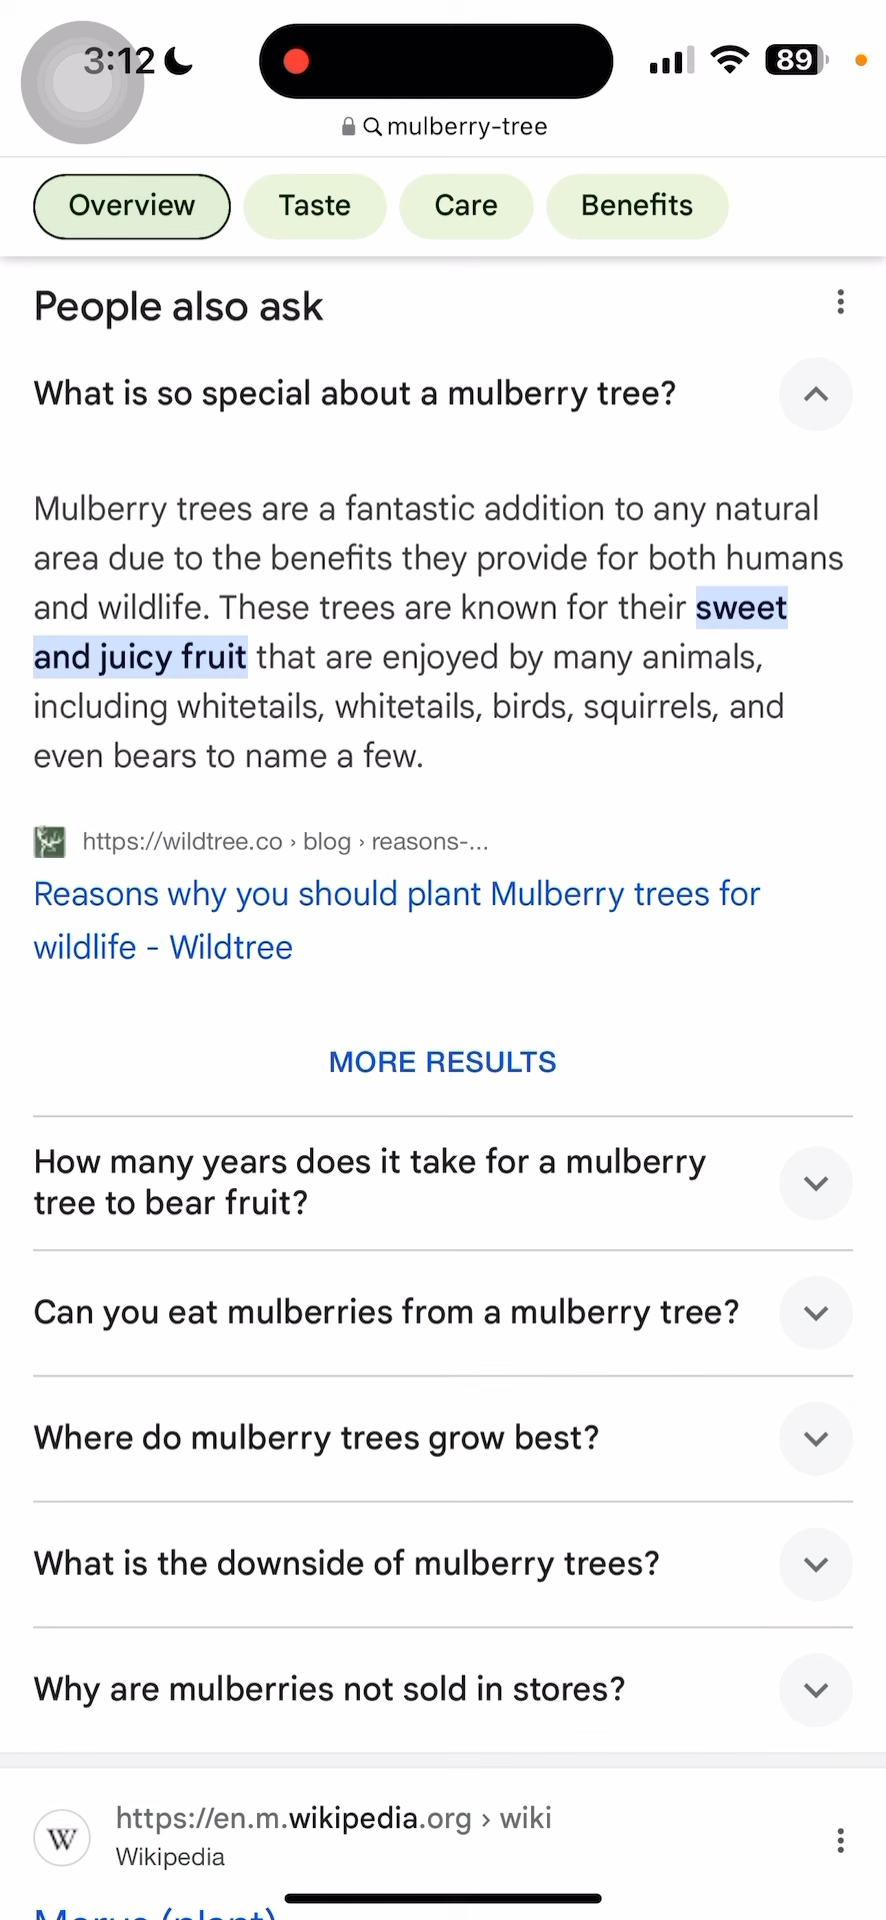 3:12
89
mulberry-tree
Overview Taste Care Benefits
People also ask
What is so special about a mulberry tree?
Mulberry trees are a fantastic addition to any natural
area due to the benefits they provide for both humans
and wildlife. These trees are known for their sweet
and juicy fruit that are enjoyed by many animals,
including whitetails, whitetails, birds, squirrels, and
even bears to name a few.
https://wildtree.co › blog › reasons-...
Reasons why you should plant Mulberry trees for
wildlife - Wildtree
MORE RESULTS
How many years does it take for a mulberry
tree to bear fruit?
Can you eat mulberries from a mulberry tree?
Where do mulberry trees grow best?
What is the downside of mulberry trees?
Why are mulberries not sold in stores?
W
https://en.m.wikipedia.org › wiki
Wikipedia
Morus (plant)